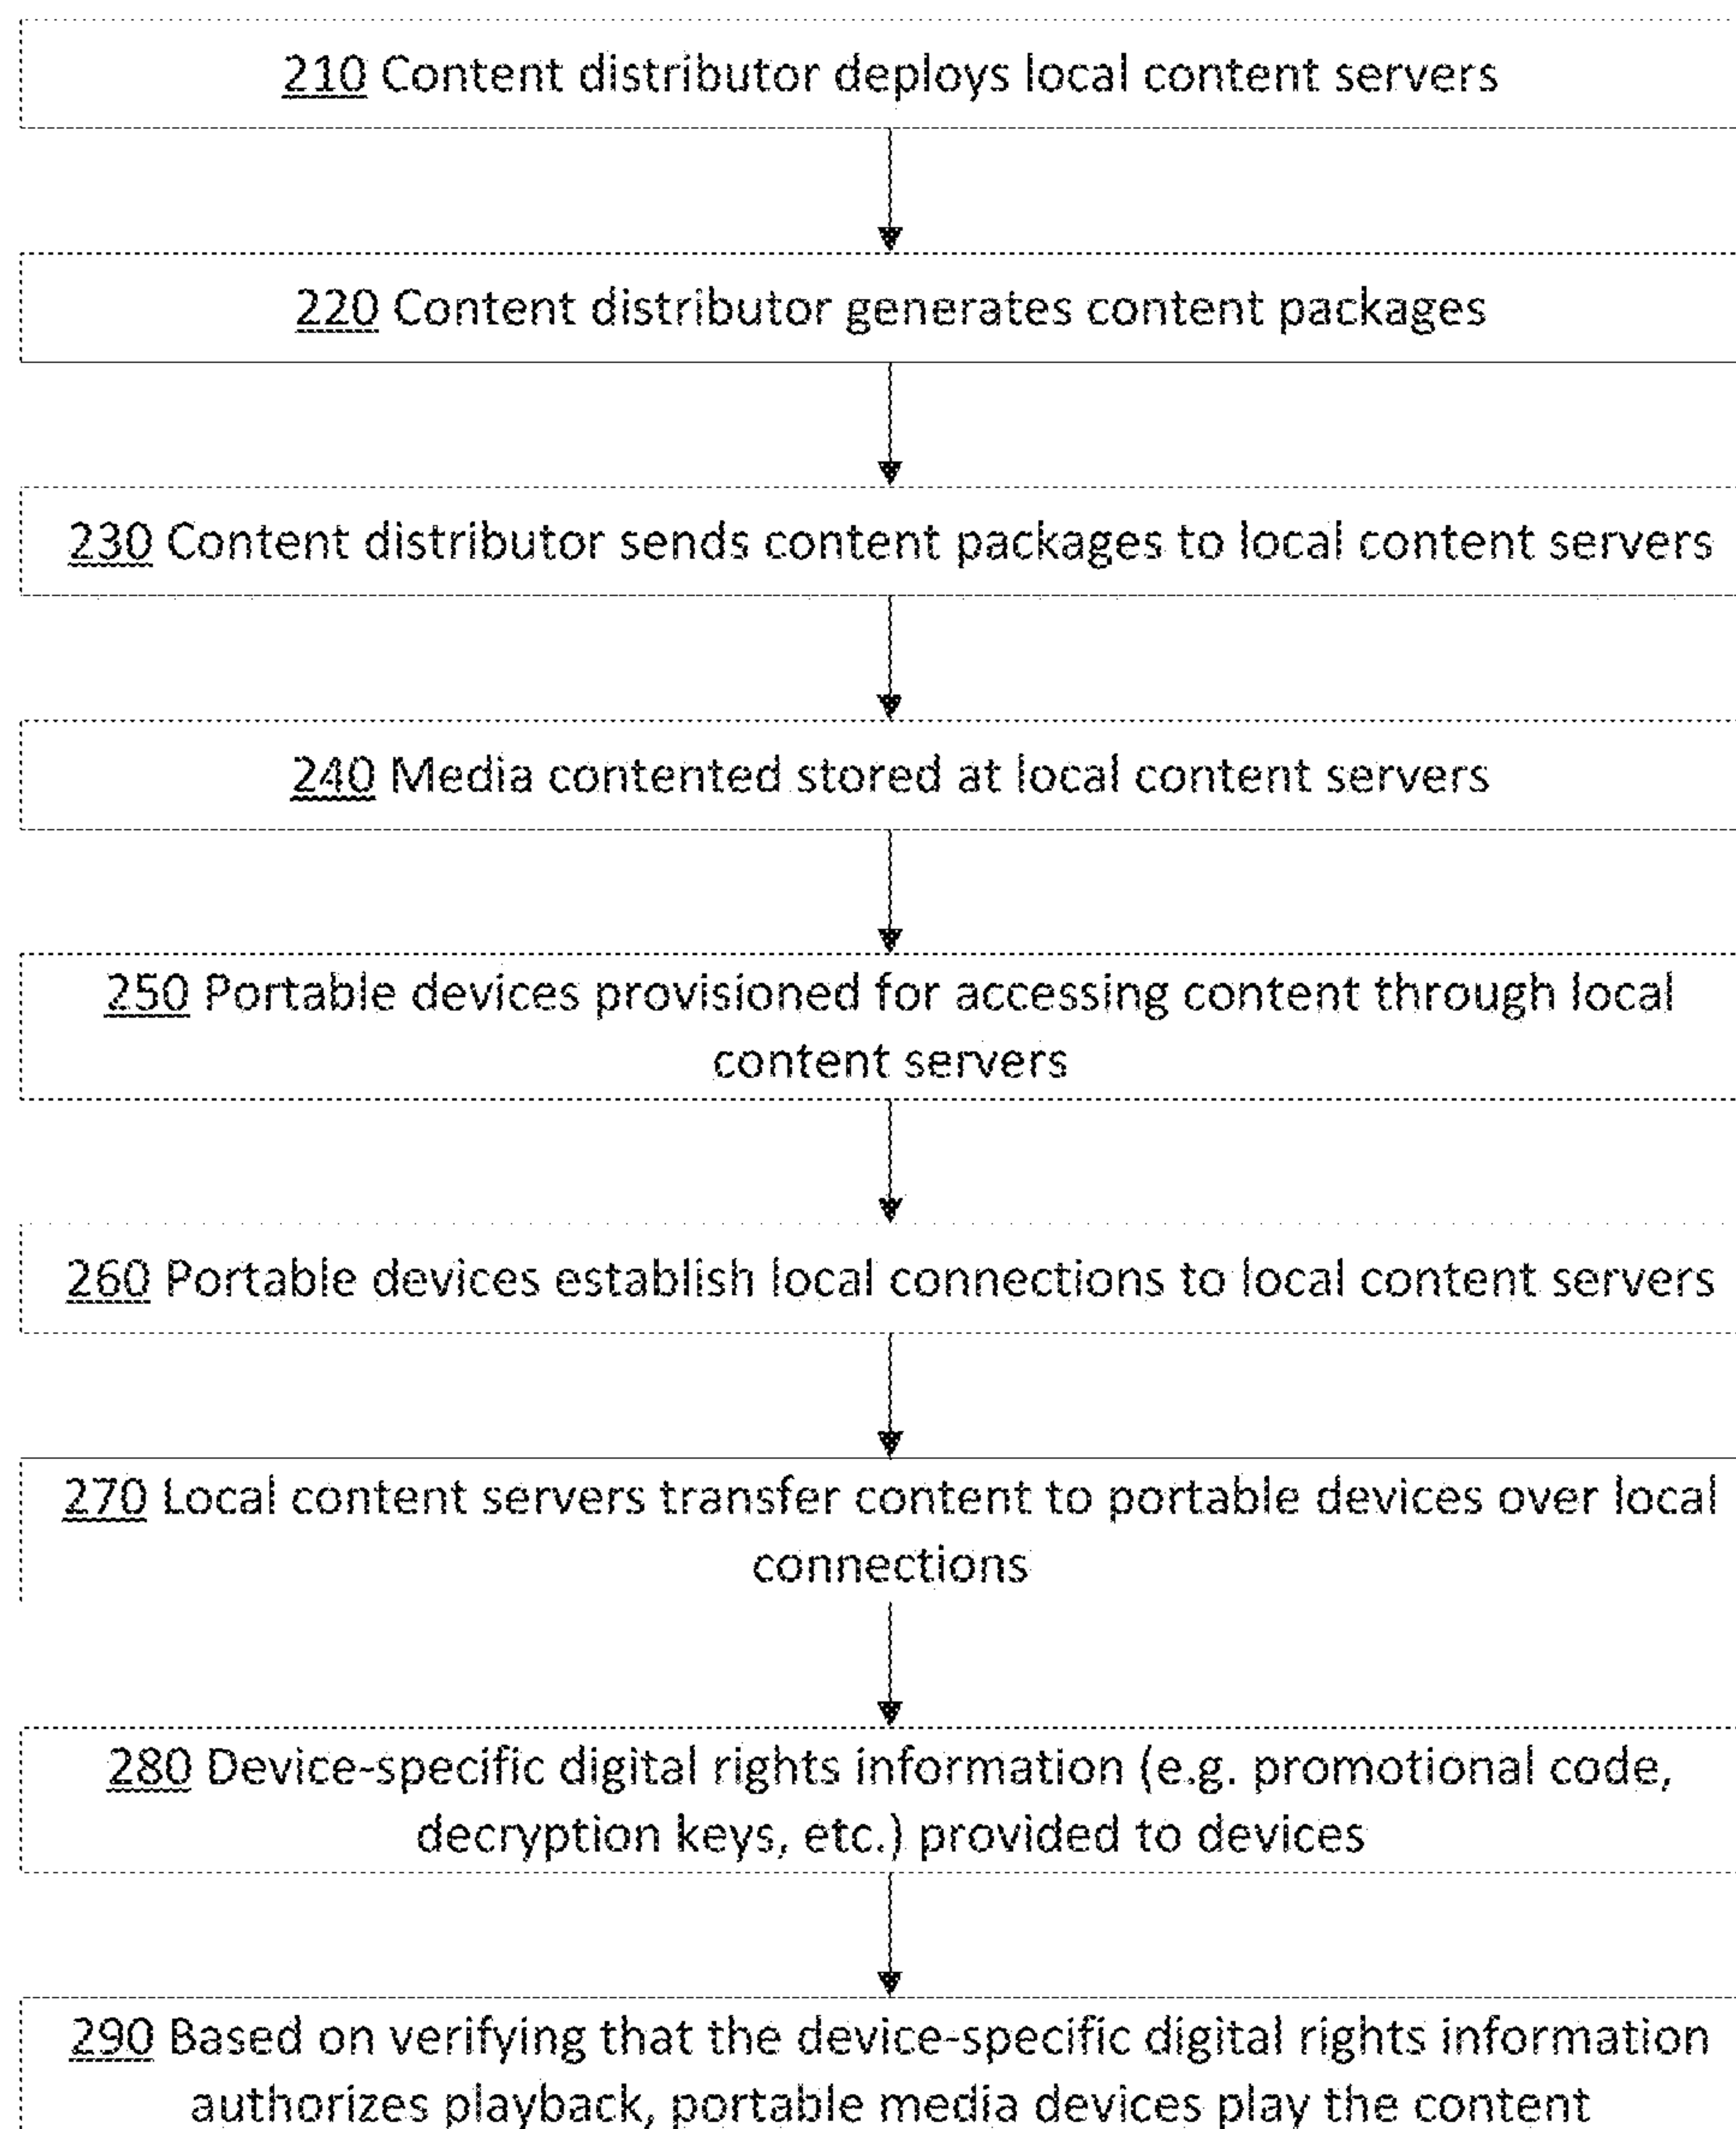 210 Content distributor deploys local content servers
220 Content distributor generates content packages
230 Content distributor sends content packages to local content servers
240 Media contented stored at local content servers
250 Portable devices provisioned for accessing content through local
content servers
260 Portable devices establish local connections to local content servers
270 Local content servers transfer content to portable devices over local
connections
280 Device-specific digital rights information (e.g. promotional code,
decryption keys, etc.) provided to devices
290 Based on verifying that the device-specific digital rights information
authorizes playback, portable media devices play the content